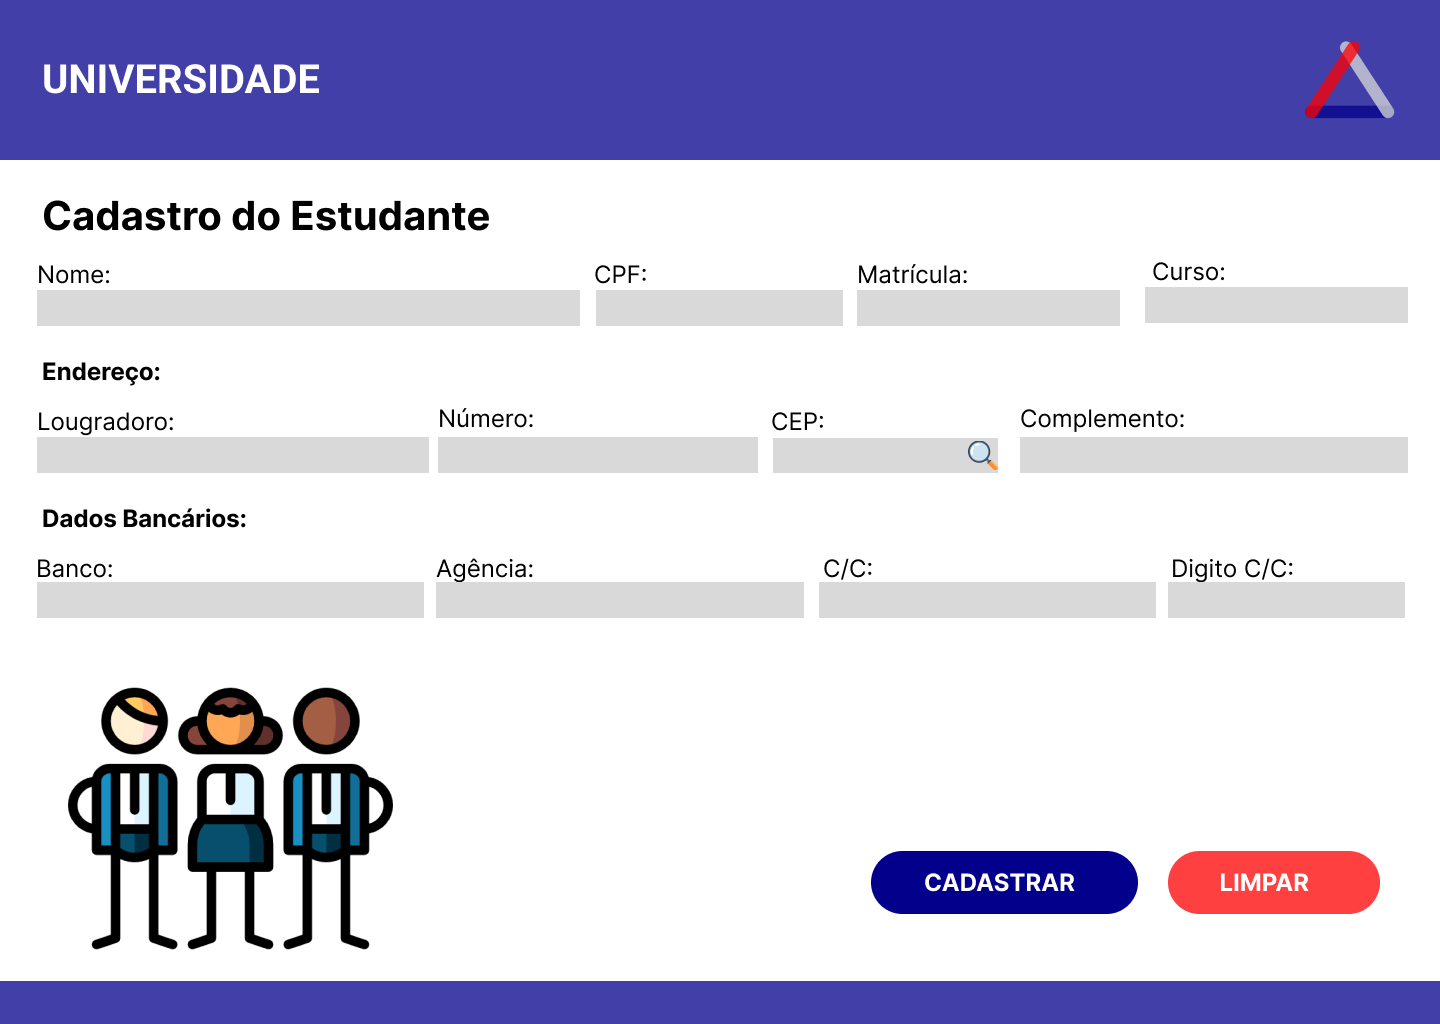 UNIVERSIDADE
Cadastro do Estudante
Nome: CPF: Matrícula: Curso:
Endereço:
Lougradoro: Número: CEP: Complemento:
Dados Bancários:
Banco: Agência: C/C: Digito C/C:
CADASTRAR LIMPAR